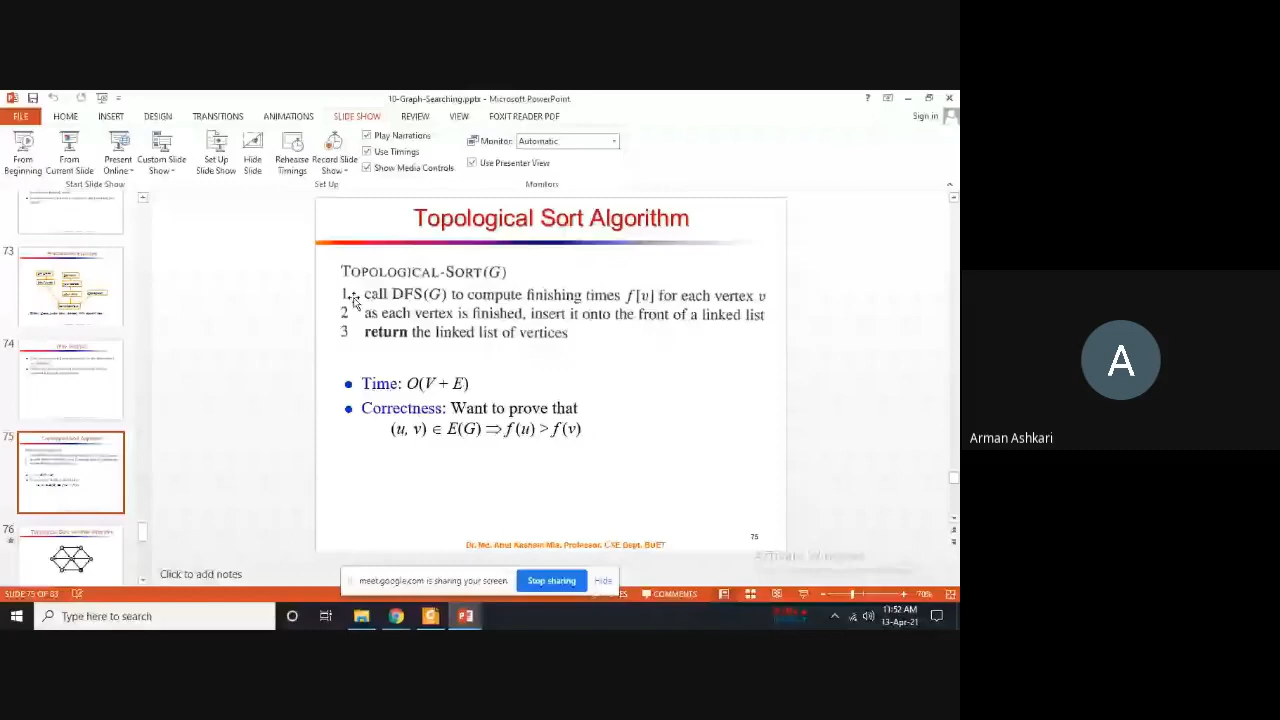 10-Graph-Searching.pptx - Microsoft PowerPoint
FILE HOME INSERT DESIGN TRANSITIONS ANIMATIONS SLIDE SHOW REVIEW VIEW FOXIT READER PDF
Sign in
From Beginning
From Current Slide
Present Online
Custom Slide Show
Set Up Slide Show
Hide Slide
Rehearse Timings
Record Slide Show
Play Narrations
Use Timings
Show Media Controls
Monitor: Automatic
Use Presenter View
Start Slide Show
Set Up
Monitors
73
74
75
76
Topological Sort Algorithm
TOPOLOGICAL-SORT(G)
1 call DFS(G) to compute finishing times f[v] for each vertex v
2 as each vertex is finished, insert it onto the front of a linked list
3 return the linked list of vertices
• Time: O(V + E)
• Correctness: Want to prove that
(u, v) ∈ E(G) ⇒ f(u) > f(v)
75
Dr. Md. Abul Kashem Mia, Professor, CSE Dept, BUET
Activate Windows
Click to add notes
meet.google.com is sharing your screen.
Stop sharing
Hide
SLIDE 75 OF 83
COMMENTS
70%
Type here to search
11:52 AM
13-Apr-21
A
Arman Ashkari